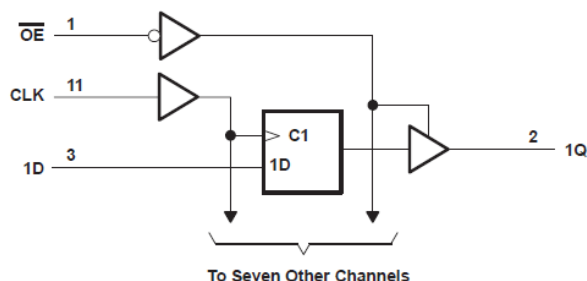 OE 1
CLK 11
C1
1D 3 1D 2 1Q
To Seven Other Channels